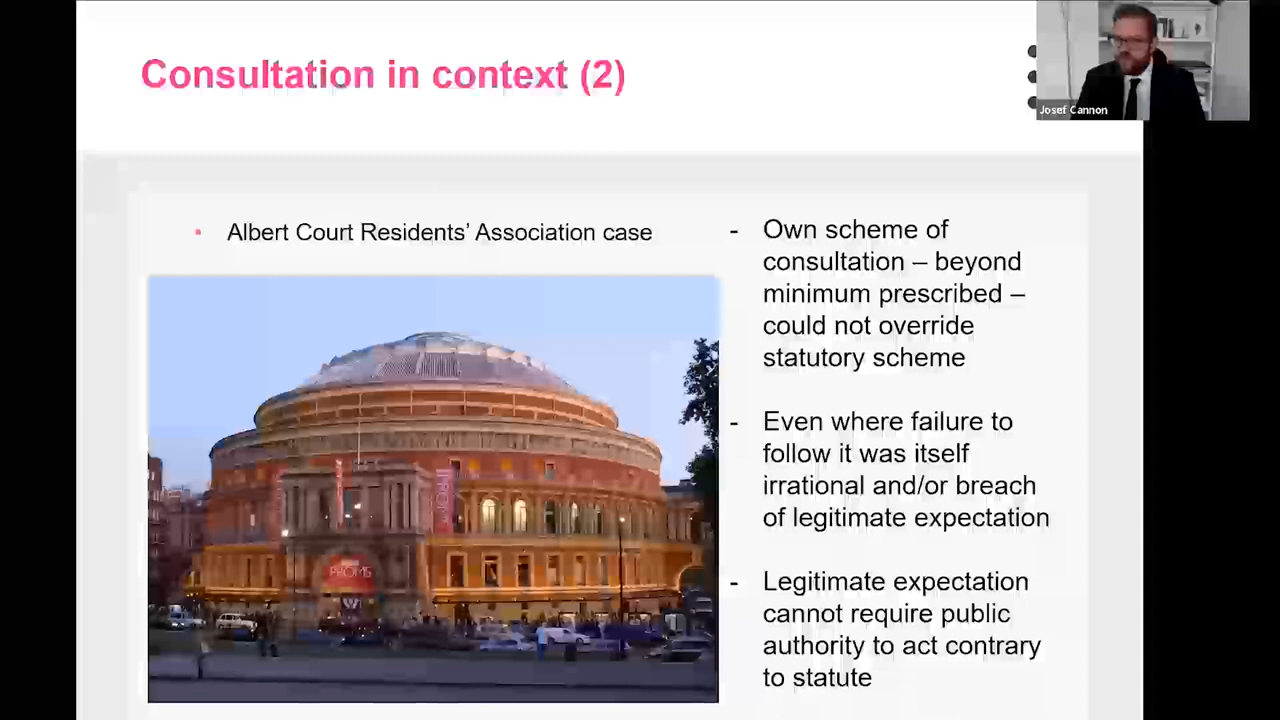 Consultation in context (2)
Josef Cannon
• Albert Court Residents’ Association case
- Own scheme of
consultation – beyond
minimum prescribed –
could not override
statutory scheme
- Even where failure to
follow it was itself
irrational and/or breach
of legitimate expectation
- Legitimate expectation
cannot require public
authority to act contrary
to statute
PROMS